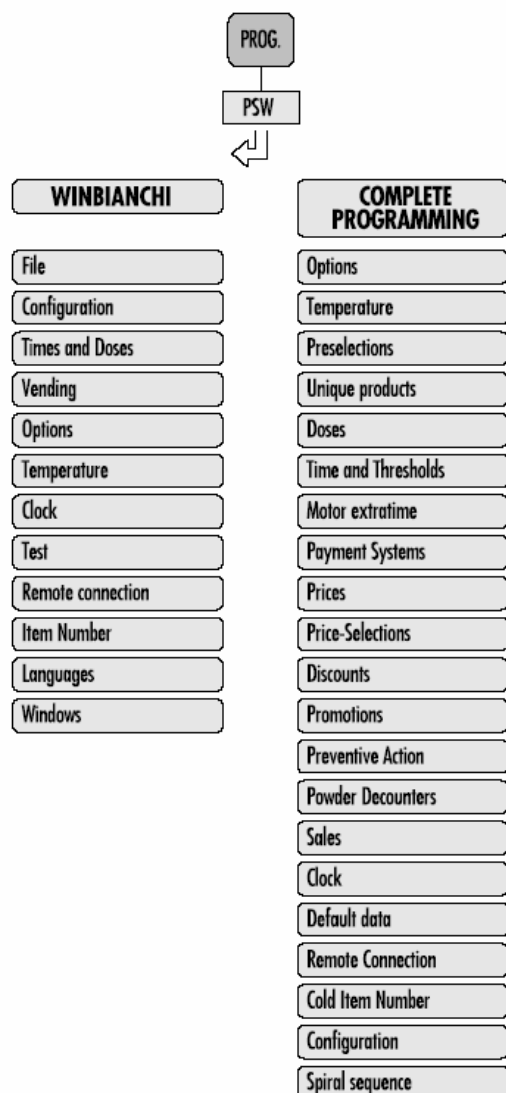 PROG.
PSW
WINBIANCHI
File
Configuration
Times and Doses
Vending
Options
Temperature
Clock
Test
Remote connection
Item Number
Languages
Windows
COMPLETE
PROGRAMMING
Options
Temperature
Preselections
Unique products
Doses
Time and Thresholds
Motor extratime
Payment Systems
Prices
Price-Selections
Discounts
Promotions
Preventive Action
Powder Decounters
Sales
Clock
Default data
Remote Connection
Cold Item Number
Configuration
Spiral sequence